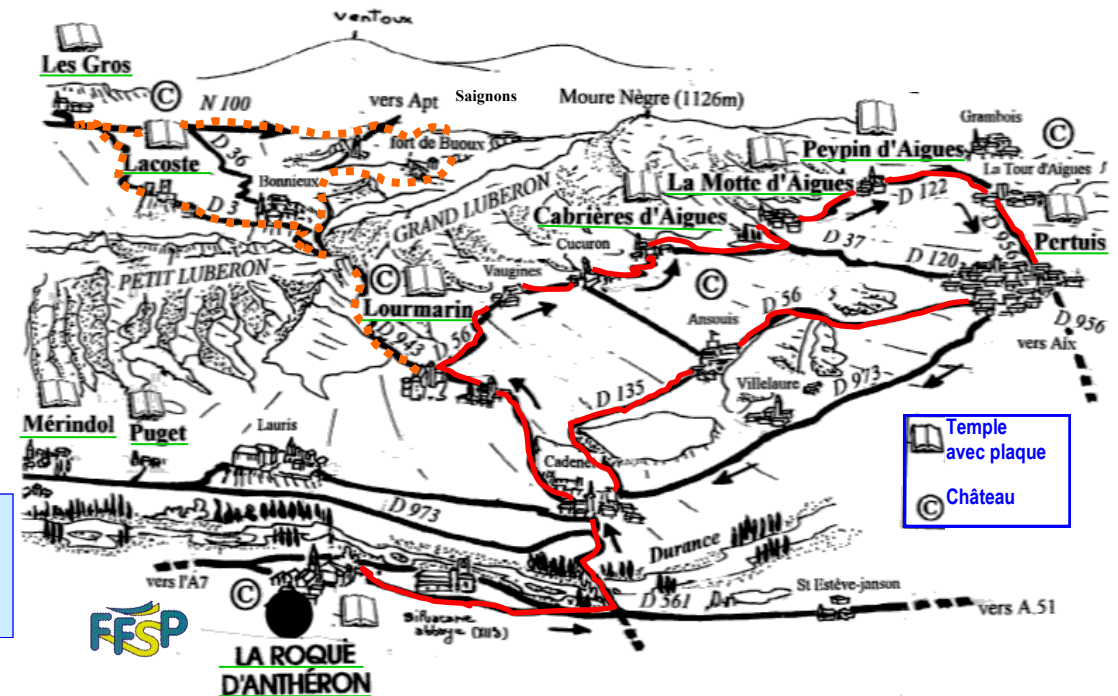 ventoux
Les Gros
©
N 100
vers Apt
Saignons
Moure Nègre (1126m)
Grambois
©
fort de Buoux
Peypin d'Aigues
Lacoste
D 36
La Tour d'Aigues
Bonnieux
La Motte d'Aigues
D 122
D 3
GRAND LUBERON
Cabrières d'Aigues
D 956
Pertuis
Cucuron
D 37
D 120
PETIT LUBERON
©
Vaugines
©
Lourmarin
D 56
D 956
D 943
D 56
Ansouis
vers Aix
D 135
Villelaure
D 973
Mérindol
Puget
Lauris
Temple
avec plaque
© Château
Cadenet
D 973
Durance
vers l'A7
©
D 561
St Estève-janson
vers A.51
silvacane
abbaye (XIIs)
FFSP
LA ROQUE
D'ANTHÉRON